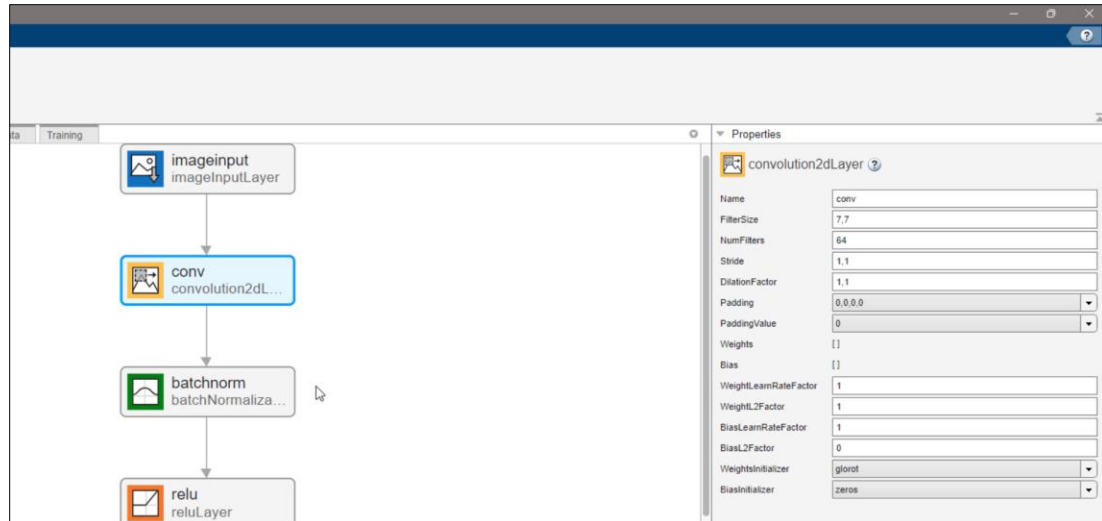 ta Training
imageinput
imageInputLayer
conv
convolution2dL...
batchnorm
batchNormaliza...
relu
reluLayer
Properties
convolution2dLayer ?
Name conv
FilterSize 7,7
NumFilters 64
Stride 1,1
DilationFactor 1,1
Padding 0,0,0,0
PaddingValue 0
Weights []
Bias []
WeightLearnRateFactor 1
WeightL2Factor 1
BiasLearnRateFactor 1
BiasL2Factor 0
WeightsInitializer glorot
BiasInitializer zeros